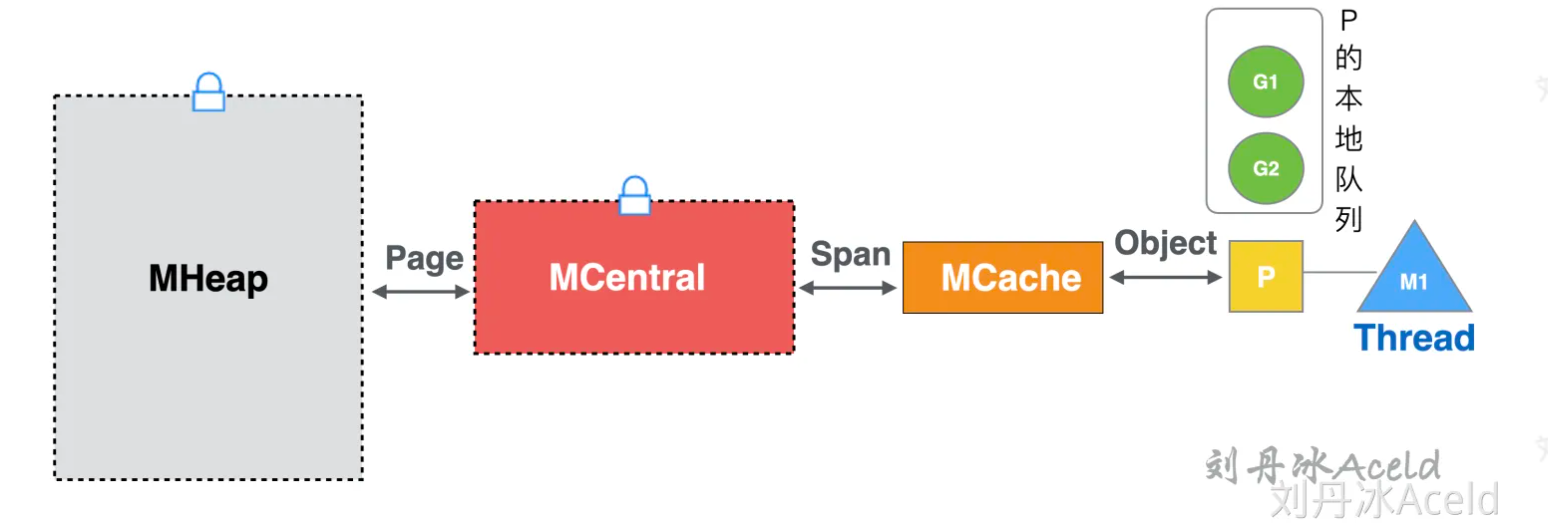 P的本地队列
G1
G2
MHeap
Page
MCentral
Span
MCache
Object
P
M1
Thread
刘丹冰Aceld
刘丹冰Aceld